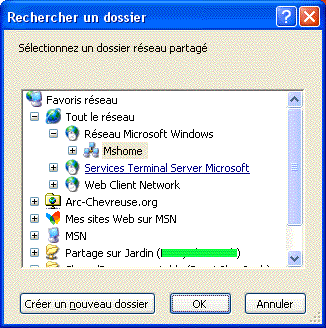 Rechercher un dossier
Sélectionnez un dossier réseau partagé
Favoris réseau
Tout le réseau
Réseau Microsoft Windows
Mshome
Services Terminal Server Microsoft
Web Client Network
Arc-Chevreuse.org
Mes sites Web sur MSN
MSN
Partage sur Jardin (
Créer un nouveau dossier
OK
Annuler